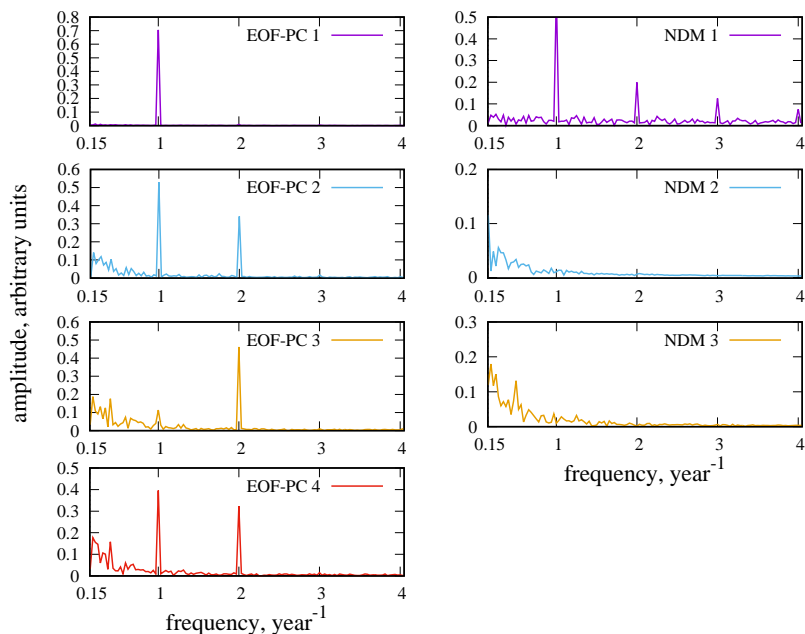 amplitude, arbitrary units
0.8
0.7
0.6
0.5
0.4
0.3
0.2
0.1
0
0.15 1 2 3 4
EOF-PC 1
0.6
0.5
0.4
0.3
0.2
0.1
0
0.15 1 2 3 4
EOF-PC 2
0.6
0.5
0.4
0.3
0.2
0.1
0
0.15 1 2 3 4
EOF-PC 3
0.5
0.4
0.3
0.2
0.1
0
0.15 1 2 3 4
EOF-PC 4
frequency, year⁻¹
0.5
0.4
0.3
0.2
0.1
0
0.15 1 2 3 4
NDM 1
0.2
0.1
0
0.15 1 2 3 4
NDM 2
0.3
0.2
0.1
0
0.15 1 2 3 4
NDM 3
frequency, year⁻¹